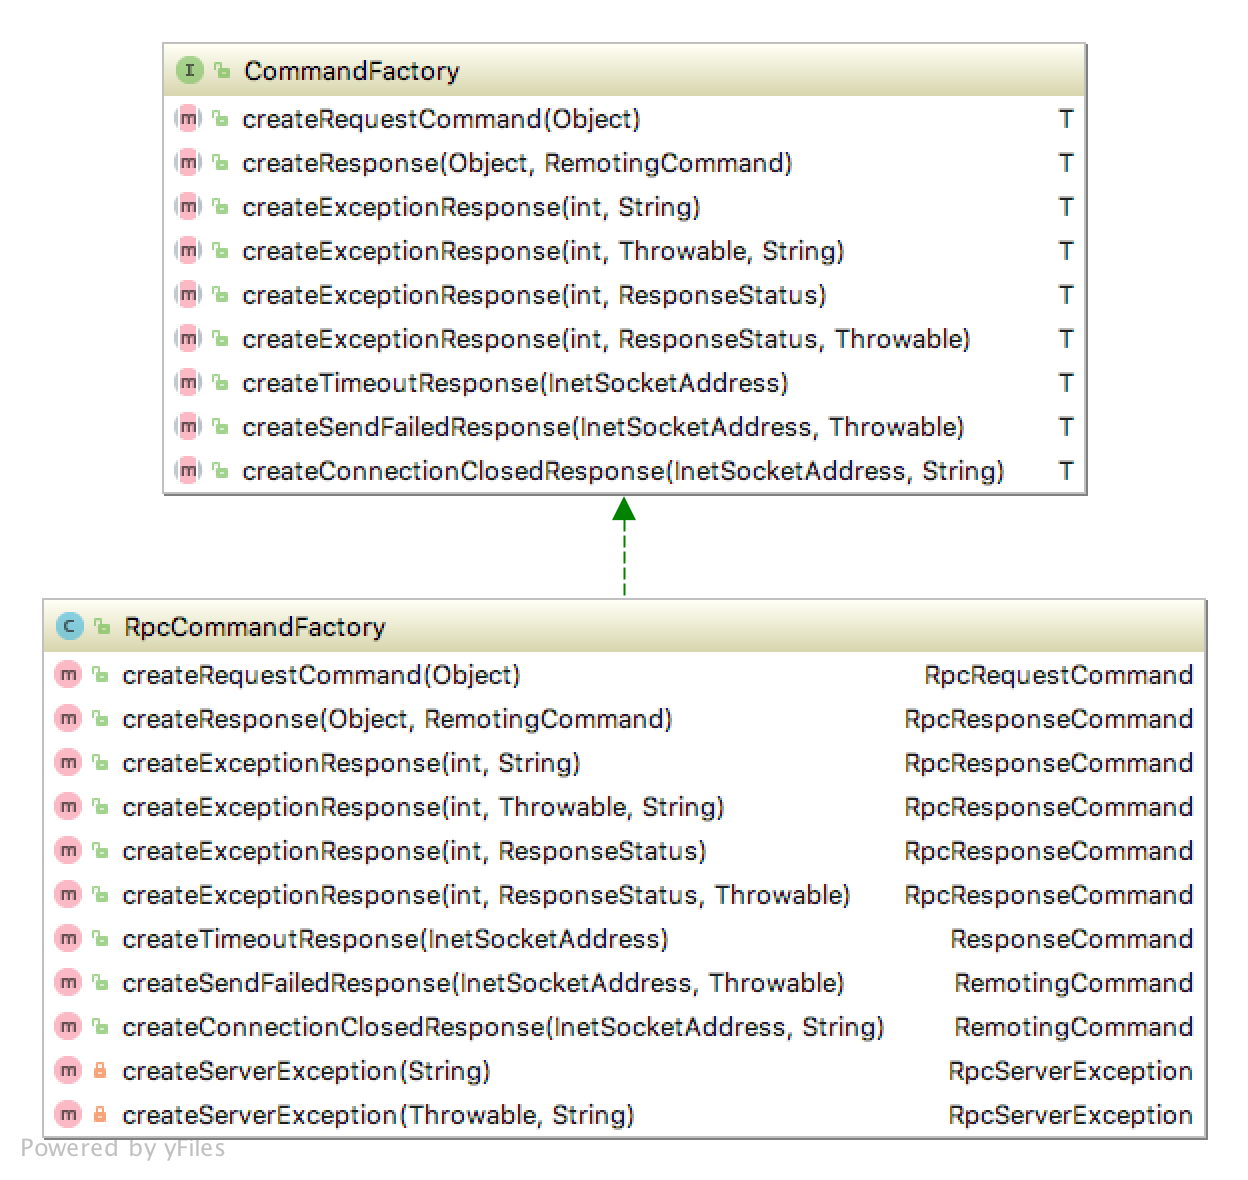 I CommandFactory
m createRequestCommand(Object) T
m createResponse(Object, RemotingCommand) T
m createExceptionResponse(int, String) T
m createExceptionResponse(int, Throwable, String) T
m createExceptionResponse(int, ResponseStatus) T
m createExceptionResponse(int, ResponseStatus, Throwable) T
m createTimeoutResponse(InetSocketAddress) T
m createSendFailedResponse(InetSocketAddress, Throwable) T
m createConnectionClosedResponse(InetSocketAddress, String) T
C RpcCommandFactory
m createRequestCommand(Object) RpcRequestCommand
m createResponse(Object, RemotingCommand) RpcResponseCommand
m createExceptionResponse(int, String) RpcResponseCommand
m createExceptionResponse(int, Throwable, String) RpcResponseCommand
m createExceptionResponse(int, ResponseStatus) RpcResponseCommand
m createExceptionResponse(int, ResponseStatus, Throwable) RpcResponseCommand
m createTimeoutResponse(InetSocketAddress) ResponseCommand
m createSendFailedResponse(InetSocketAddress, Throwable) RemotingCommand
m createConnectionClosedResponse(InetSocketAddress, String) RemotingCommand
m createServerException(String) RpcServerException
m createServerException(Throwable, String) RpcServerException
Powered by yFiles